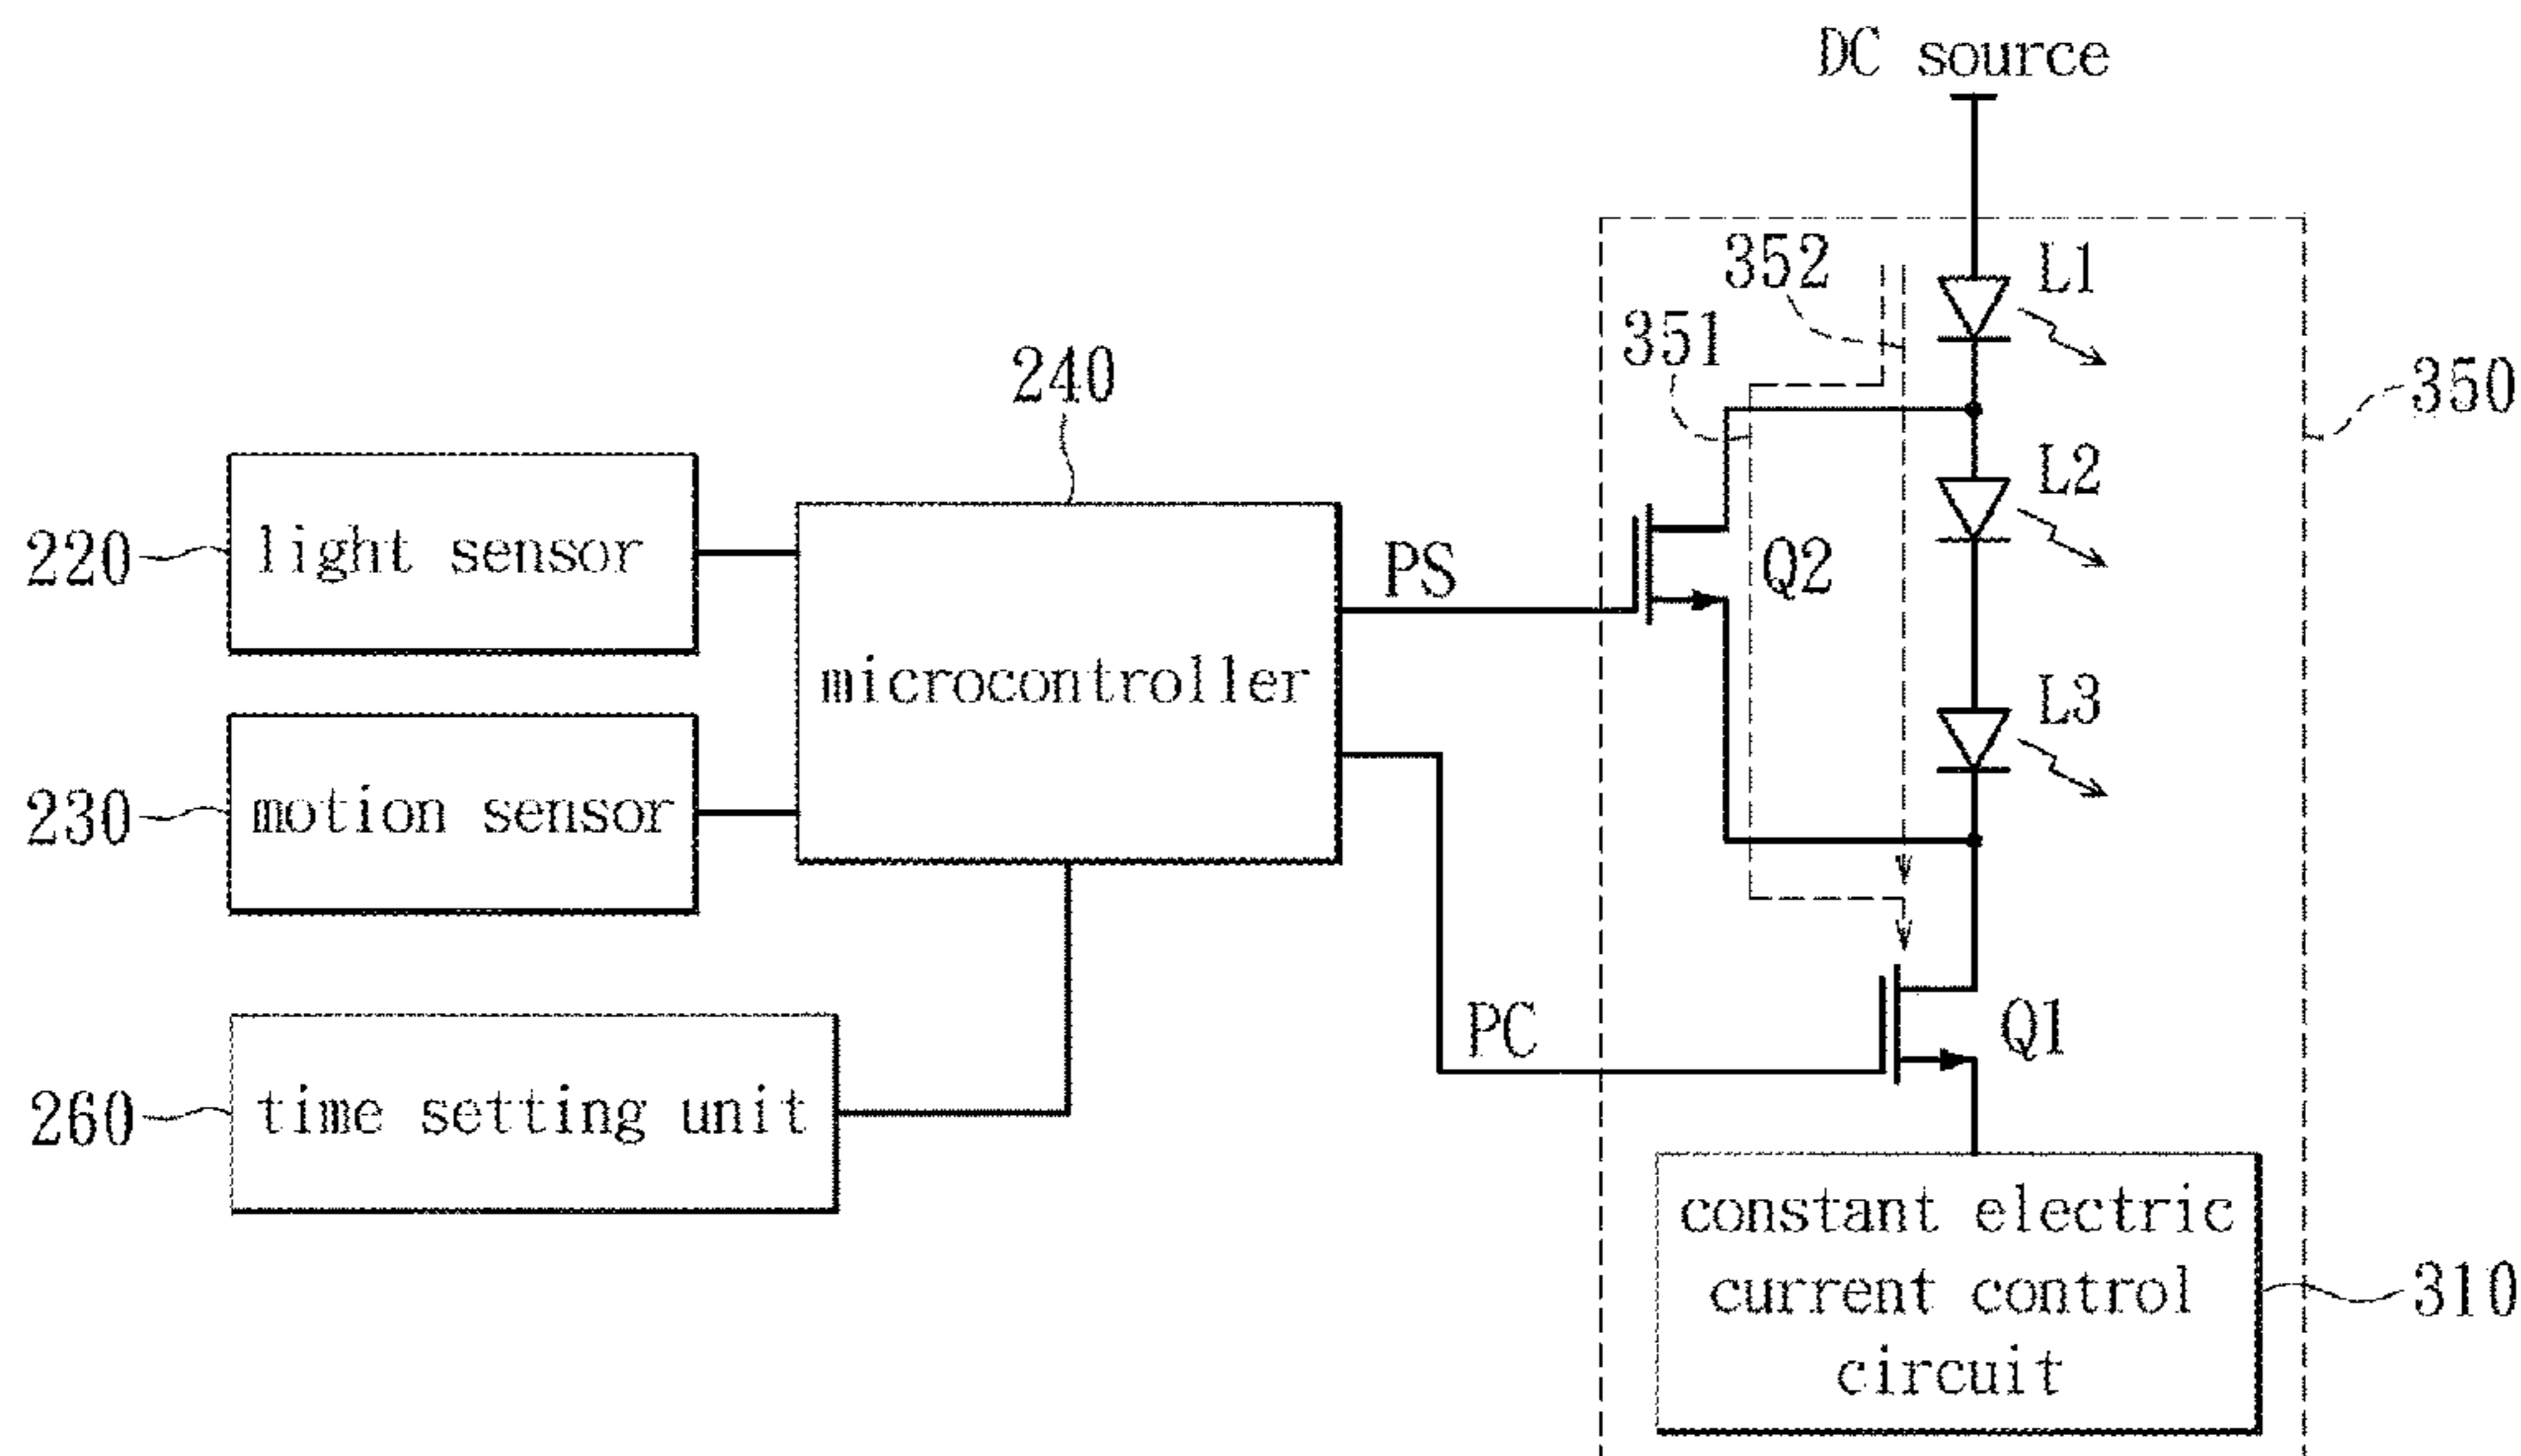 DC source
352
L1
351
240
350
L2
220
light sensor
PS
Q2
microcontroller
L3
230
motion sensor
PC
Q1
260
time setting unit
constant electric
current control
circuit
310